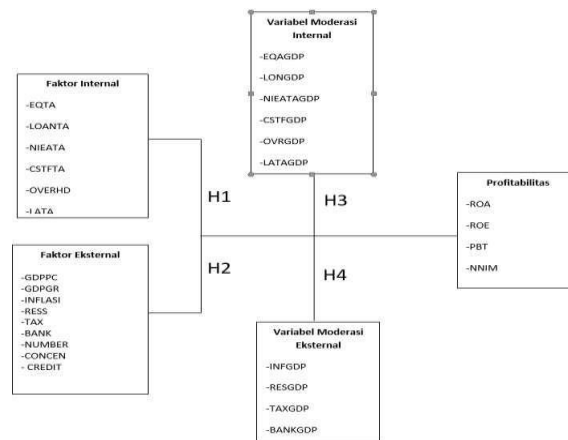 Variabel Moderasi
Internal
-EQAGDP
-LONGDP
-NIEATAGDP
-CSTFGDP
-OVRGDP
-LATAGDP
Faktor Internal
-EQTA
-LOANTA
-NIEATA
-CSTFTA
-OVERHD
-LATA
H1
H3
Profitabilitas
-ROA
-ROE
-PBT
-NNIM
Faktor Eksternal
-GDPPC
-GDPGR
-INFLASI
-RESS
-TAX
-BANK
-NUMBER
-CONCEN
- CREDIT
H2
H4
Variabel Moderasi
Eksternal
-INFGDP
-RESGDP
-TAXGDP
-BANKGDP